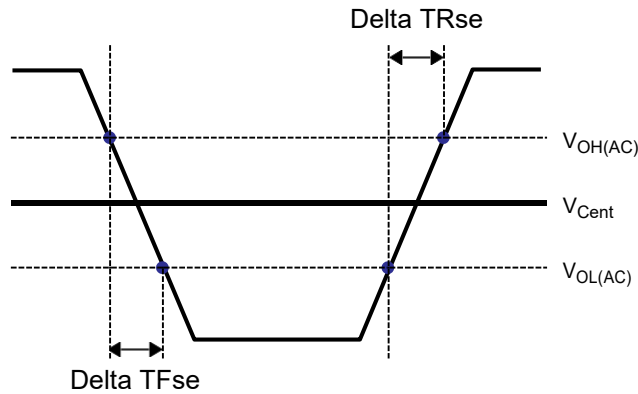 Delta TRse
VOH(AC)
VCent
VOL(AC)
Delta TFse